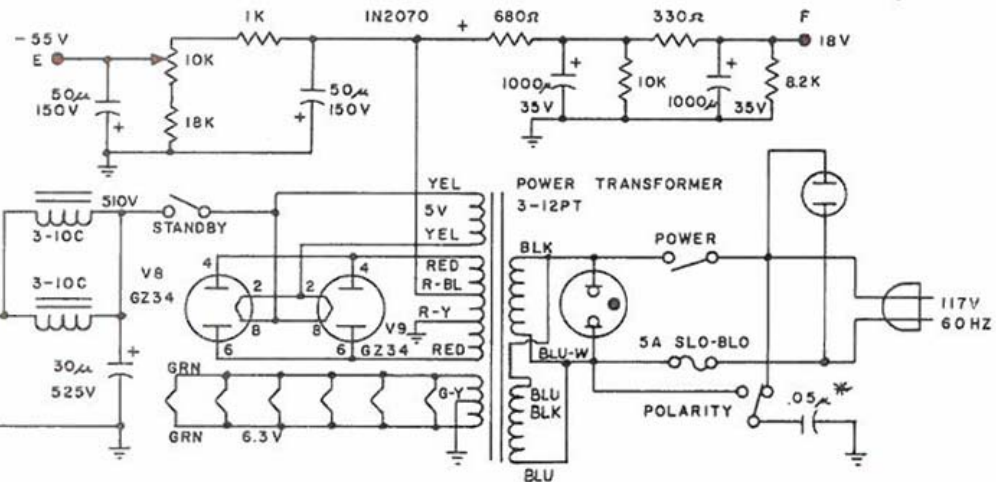 1K
1N2070
+
680Ω
330Ω
F
-55V
E
10K
+
+
18V
50μ
150V
50μ
150V
1000μ
35V
10K
1000μ
35V
8.2K
+
18K
+
510V
YEL
POWER TRANSFORMER
5V
3-12PT
3-10C
STANDBY
YEL
BLK
POWER
3-10C
V8
GZ34
4
2
2
4
RED
R-BL
117V
60HZ
8
8
V9
R-Y
6
6
GZ34
RED
BLU-W
5A SLO-BLO
+
30μ
525V
GRN
G-Y
BLU
BLK
POLARITY
.05μ*
GRN
6.3V
BLU